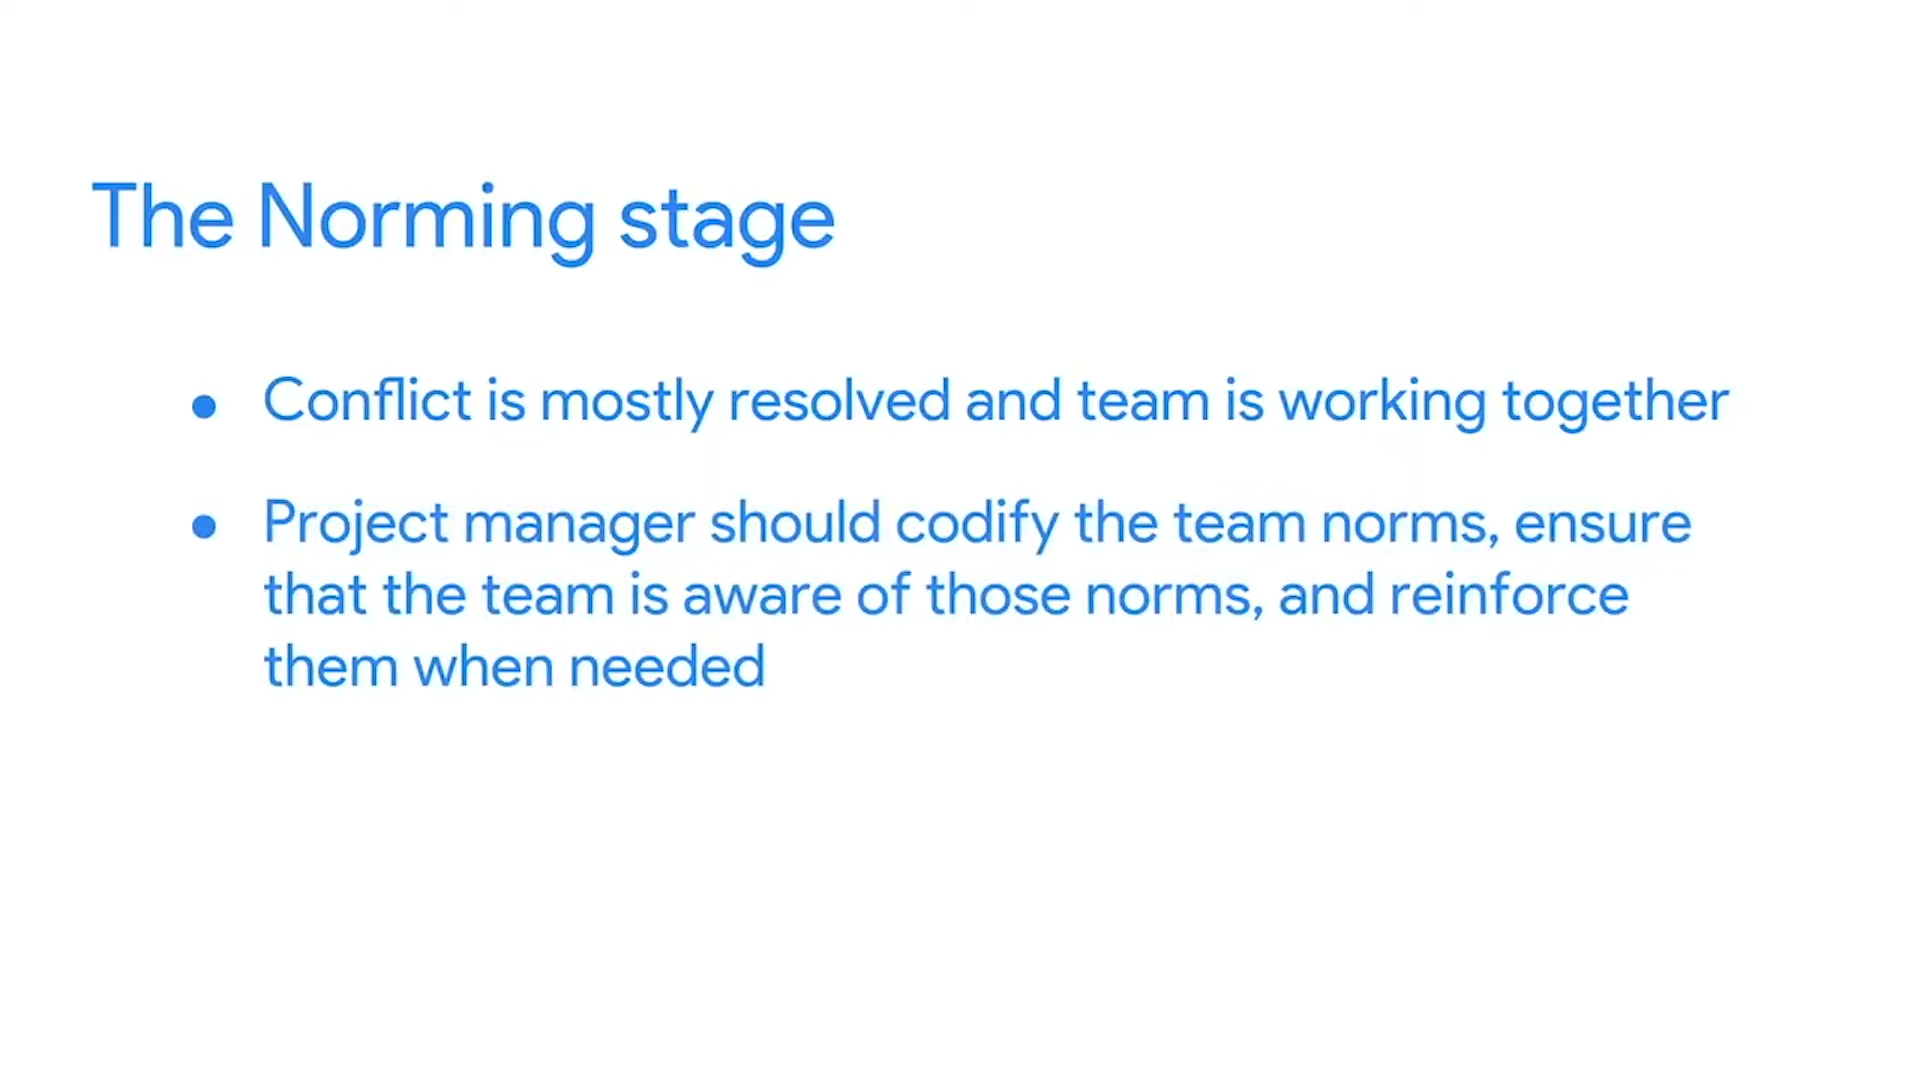 The Norming stage
● Conflict is mostly resolved and team is working together
● Project manager should codify the team norms, ensure
that the team is aware of those norms, and reinforce
them when needed